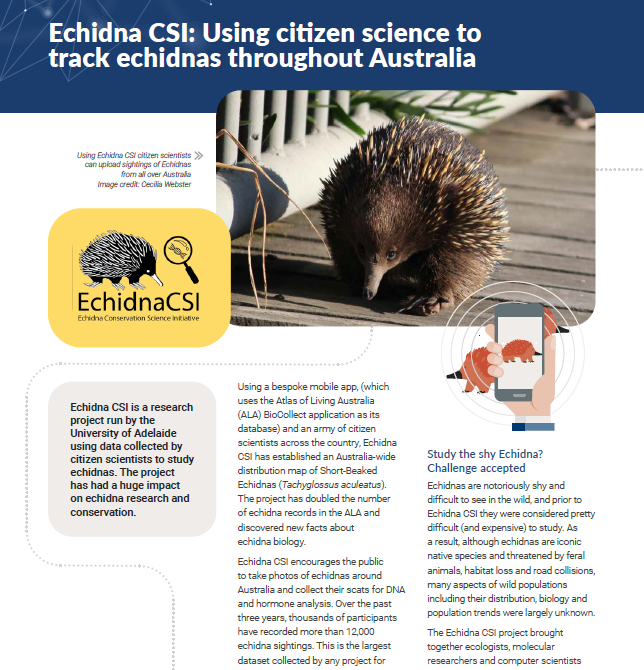 Echidna CSI: Using citizen science to
track echidnas throughout Australia
Using Echidna CSI citizen scientists
can upload sightings of Echidnas
from all over Australia
Image credit: Cecilia Webster
EchidnaCSI
Echidna Conservation Science Initiative
Echidna CSI is a research
project run by the
University of Adelaide
using data collected by
citizen scientists to study
echidnas. The project
has had a huge impact
on echidna research and
conservation.
Using a bespoke mobile app, (which
uses the Atlas of Living Australia
(ALA) BioCollect application as its
database) and an army of citizen
scientists across the country, Echidna
CSI has established an Australia-wide
distribution map of Short-Beaked
Echidnas (Tachyglossus aculeatus).
The project has doubled the number
of echidna records in the ALA and
discovered new facts about
echidna biology.
Echidna CSI encourages the public
to take photos of echidnas around
Australia and collect their scats for DNA
and hormone analysis. Over the past
three years, thousands of participants
have recorded more than 12,000
echidna sightings. This is the largest
dataset collected by any project for
Study the shy Echidna?
Challenge accepted
Echidnas are notoriously shy and
difficult to see in the wild, and prior to
Echidna CSI they were considered pretty
difficult (and expensive) to study. As
a result, although echidnas are iconic
native species and threatened by feral
animals, habitat loss and road collisions,
many aspects of wild populations
including their distribution, biology and
population trends were largely unknown.
The Echidna CSI project brought
together ecologists, molecular
researchers and computer scientists